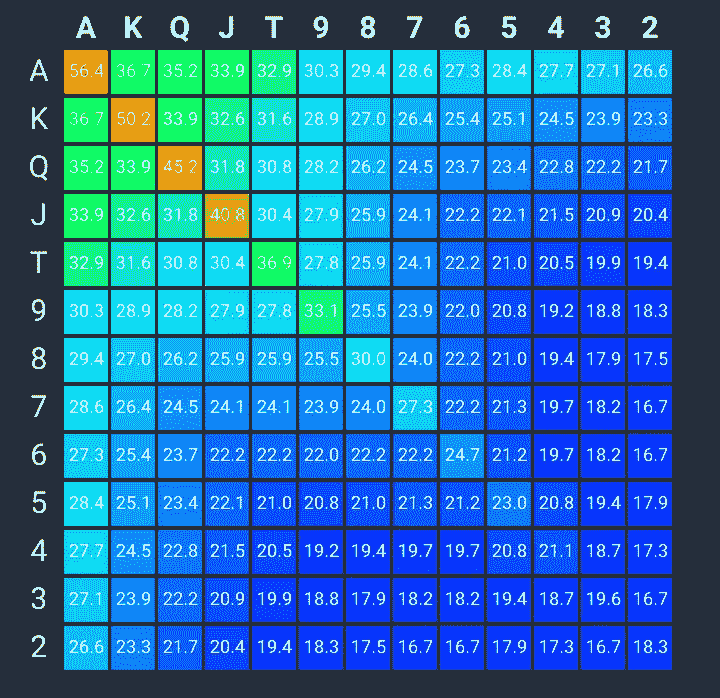 A K Q J T 9 8 7 6 5 4 3 2
A 56.4 36.7 35.2 33.9 32.9 30.3 29.4 28.6 27.3 28.4 27.7 27.1 26.6
K 36.7 50.2 33.9 32.6 31.6 28.9 27.0 26.4 25.4 25.1 24.5 23.9 23.3
Q 35.2 33.9 45.2 31.8 30.8 28.2 26.2 24.5 23.7 23.4 22.8 22.2 21.7
J 33.9 32.6 31.8 40.8 30.4 27.9 25.9 24.1 22.2 22.1 21.5 20.9 20.4
T 32.9 31.6 30.8 30.4 36.9 27.8 25.9 24.1 22.2 21.0 20.5 19.9 19.4
9 30.3 28.9 28.2 27.9 27.8 33.1 25.5 23.9 22.0 20.8 19.2 18.8 18.3
8 29.4 27.0 26.2 25.9 25.9 25.5 30.0 24.0 22.2 21.0 19.4 17.9 17.5
7 28.6 26.4 24.5 24.1 24.1 23.9 24.0 27.3 22.2 21.3 19.7 18.2 16.7
6 27.3 25.4 23.7 22.2 22.2 22.0 22.2 22.2 24.7 21.2 19.7 18.2 16.7
5 28.4 25.1 23.4 22.1 21.0 20.8 21.0 21.3 21.2 23.0 20.8 19.4 17.9
4 27.7 24.5 22.8 21.5 20.5 19.2 19.4 19.7 19.7 20.8 21.1 18.7 17.3
3 27.1 23.9 22.2 20.9 19.9 18.8 17.9 18.2 18.2 19.4 18.7 19.6 16.7
2 26.6 23.3 21.7 20.4 19.4 18.3 17.5 16.7 16.7 17.9 17.3 16.7 18.3